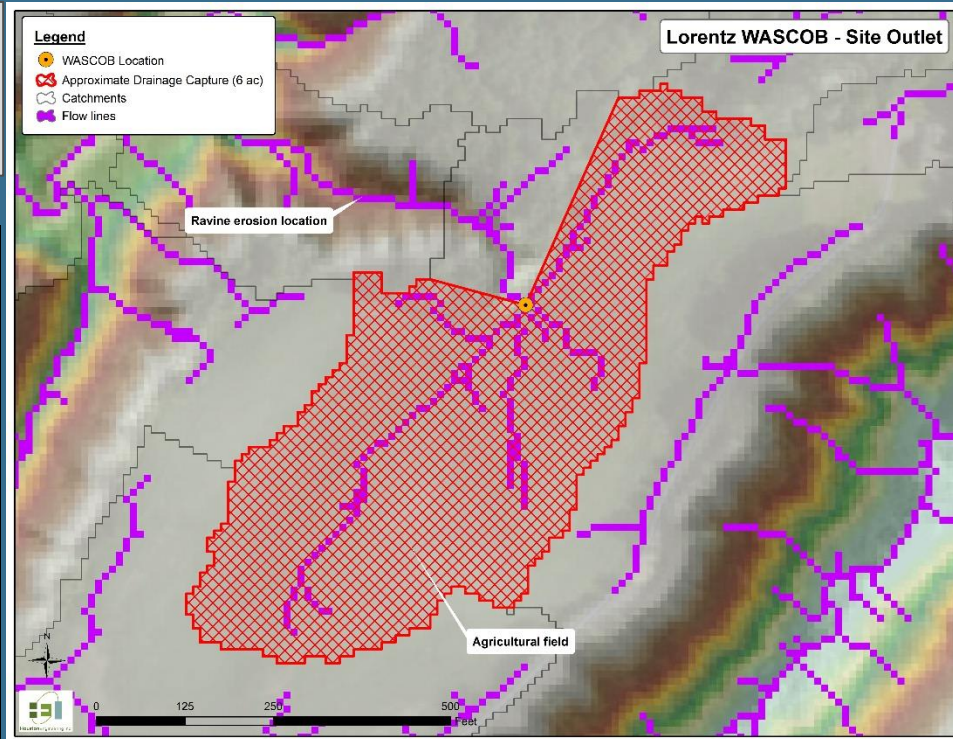 Legend
WASCOB Location
Approximate Drainage Capture (6 ac)
Catchments
Flow lines
Lorentz WASCOB - Site Outlet
Ravine erosion location
Agricultural field
N
0 125 250 500
Feet